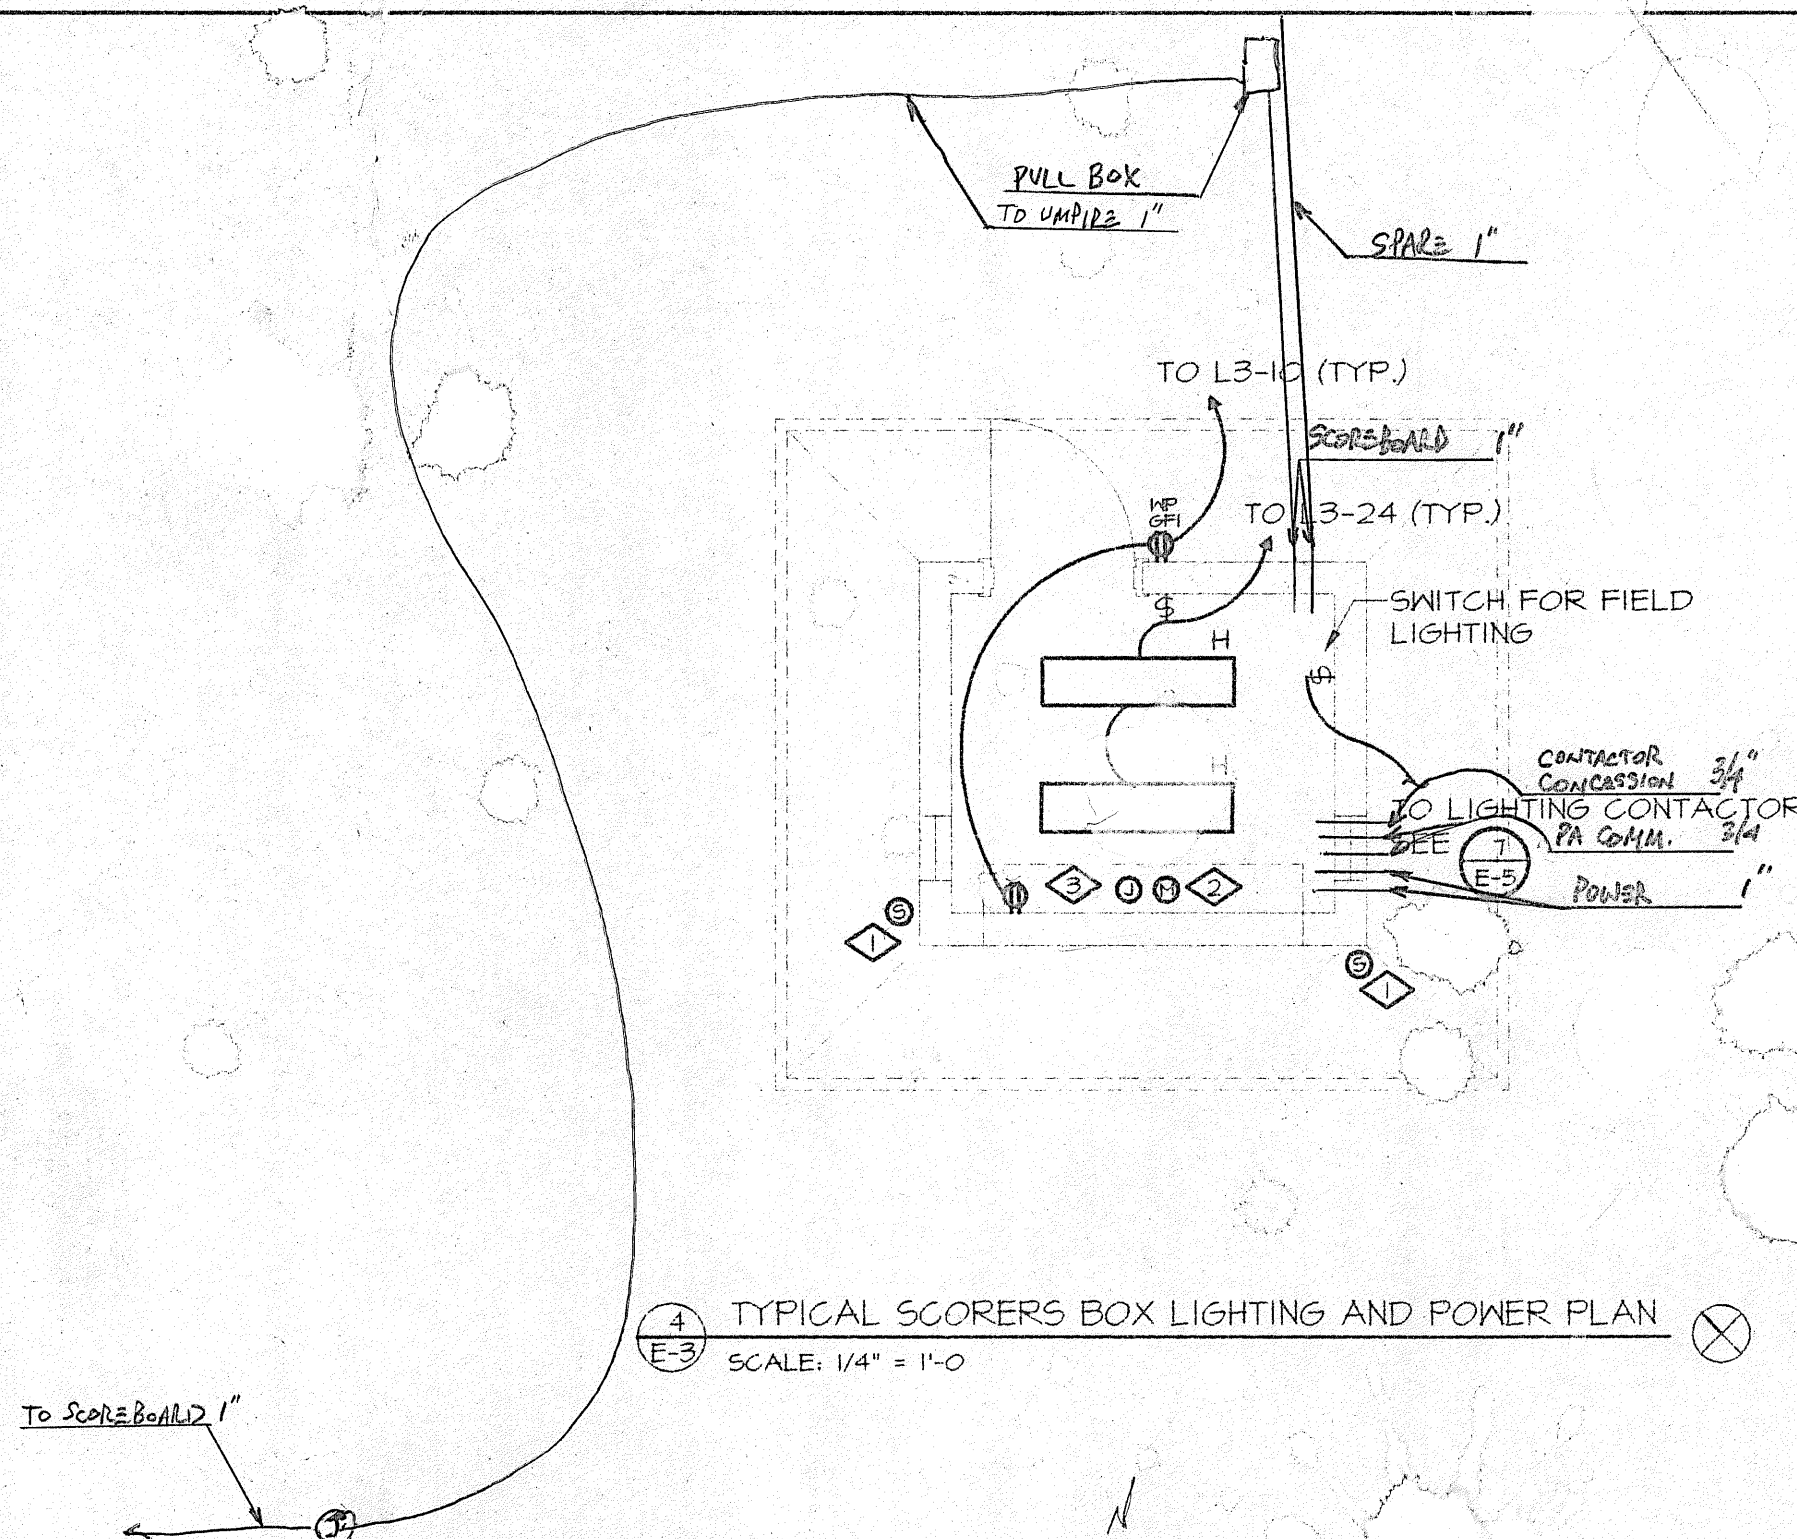 PULL BOX
TO UMPIRE 1"
SPARE 1"
TO L3-10 (TYP.)
SCOREBOARD 1"
WP
GFI
TO L3-24 (TYP.)
$
SWITCH FOR FIELD
LIGHTING
H
$
H
CONTACTOR
CONCASSION 3/4"
TO LIGHTING CONTACTOR
SEE 7
E-5
PA COMM. 3/4
POWER 1"
3 J M 2
S
1
S
1
4
E-3
TYPICAL SCORERS BOX LIGHTING AND POWER PLAN
SCALE: 1/4" = 1'-0
TO SCOREBOARD 1"
J
N